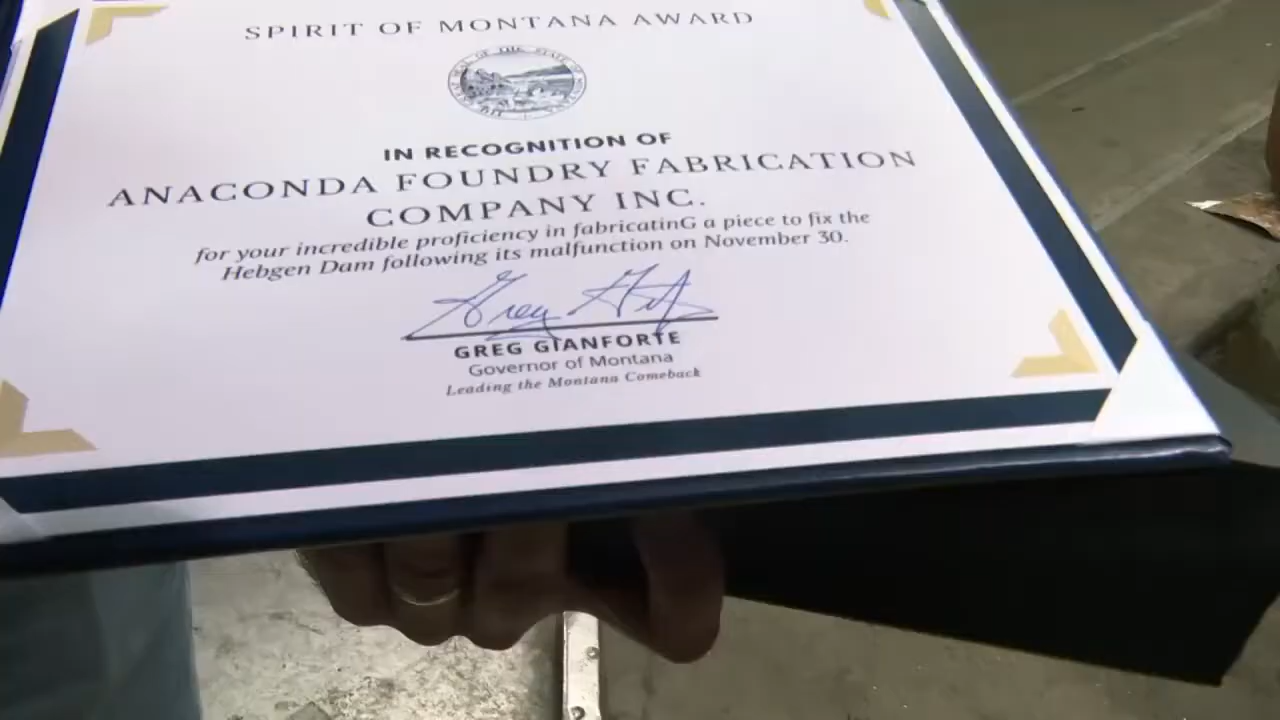 SPIRIT OF MONTANA AWARD
IN RECOGNITION OF
ANACONDA FOUNDRY FABRICATION
COMPANY INC.
for your incredible proficiency in fabricatinG a piece to fix the
Hebgen Dam following its malfunction on November 30.
GREG GIANFORTE
Governor of Montana
Leading the Montana Comeback